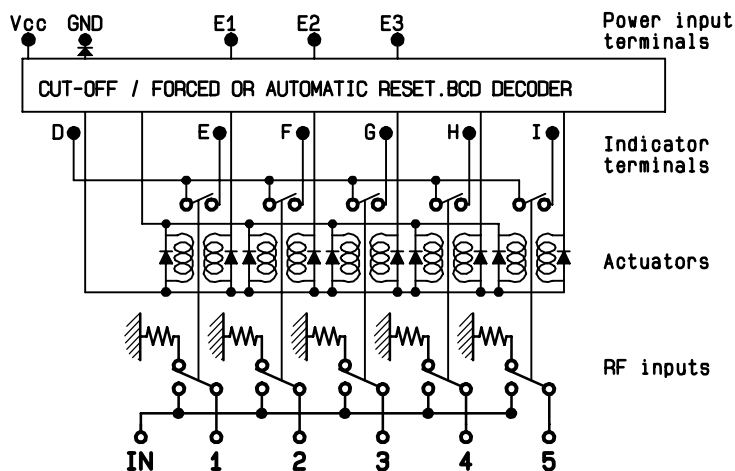 Vcc GND E1 E2 E3 Power input
terminals
CUT-OFF / FORCED OR AUTOMATIC RESET.BCD DECODER
D E F G H I Indicator
terminals
Actuators
RF inputs
IN 1 2 3 4 5